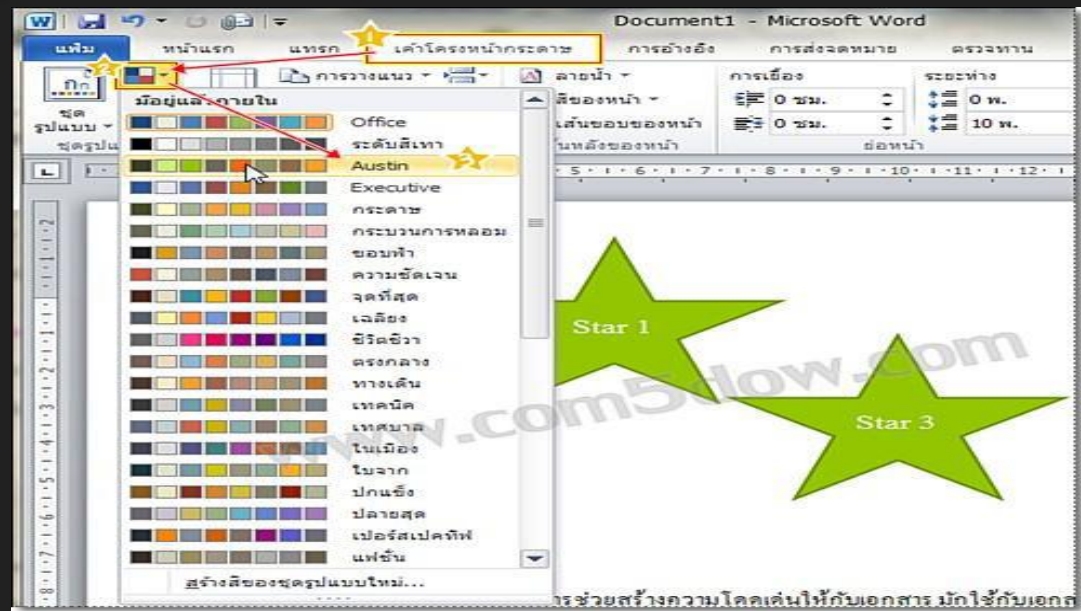 Document1 - Microsoft Word
แฟ้ม หน้าแรก แทรก 1 เค้าโครงหน้ากระดาษ การอ้างอิง การส่งจดหมาย ตรวจทาน
2 การวางแนว ลายน้ำ การเยื้อง ระยะห่าง
ชุด
รูปแบบ
สีของหน้า 0 ซม. 0 พ.
เส้นขอบของหน้า 0 ซม. 10 พ.
ย่อหน้า
มีอยู่แล้วภายใน
Office
ระดับสีเทา
Austin 3
Executive
กระดาษ
กระบวนการหลอม
ขอบฟ้า
ความชัดเจน
จุดที่สุด
เฉลียง
ชีวิตชีวา
ตรงกลาง
ทางเดิน
เทคนิค
เทศบาล
ในเมือง
ใบจาก
ปกแข็ง
ปลายสุด
เปอร์สเปคทีฟ
แฟชั่น
สร้างสีของชุดรูปแบบใหม่...
5 6 7 8 9 10 11 12
Star 1
Star 3
www.com5dow.com
ารช่วยสร้างความโดดเด่นให้กับเอกสาร มักใช้กับเอกส